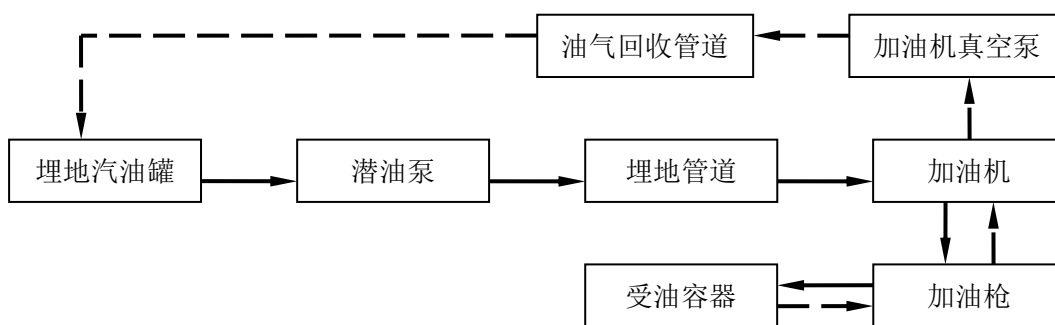 油气回收管道
加油机真空泵
埋地汽油罐
潜油泵
埋地管道
加油机
受油容器
加油枪